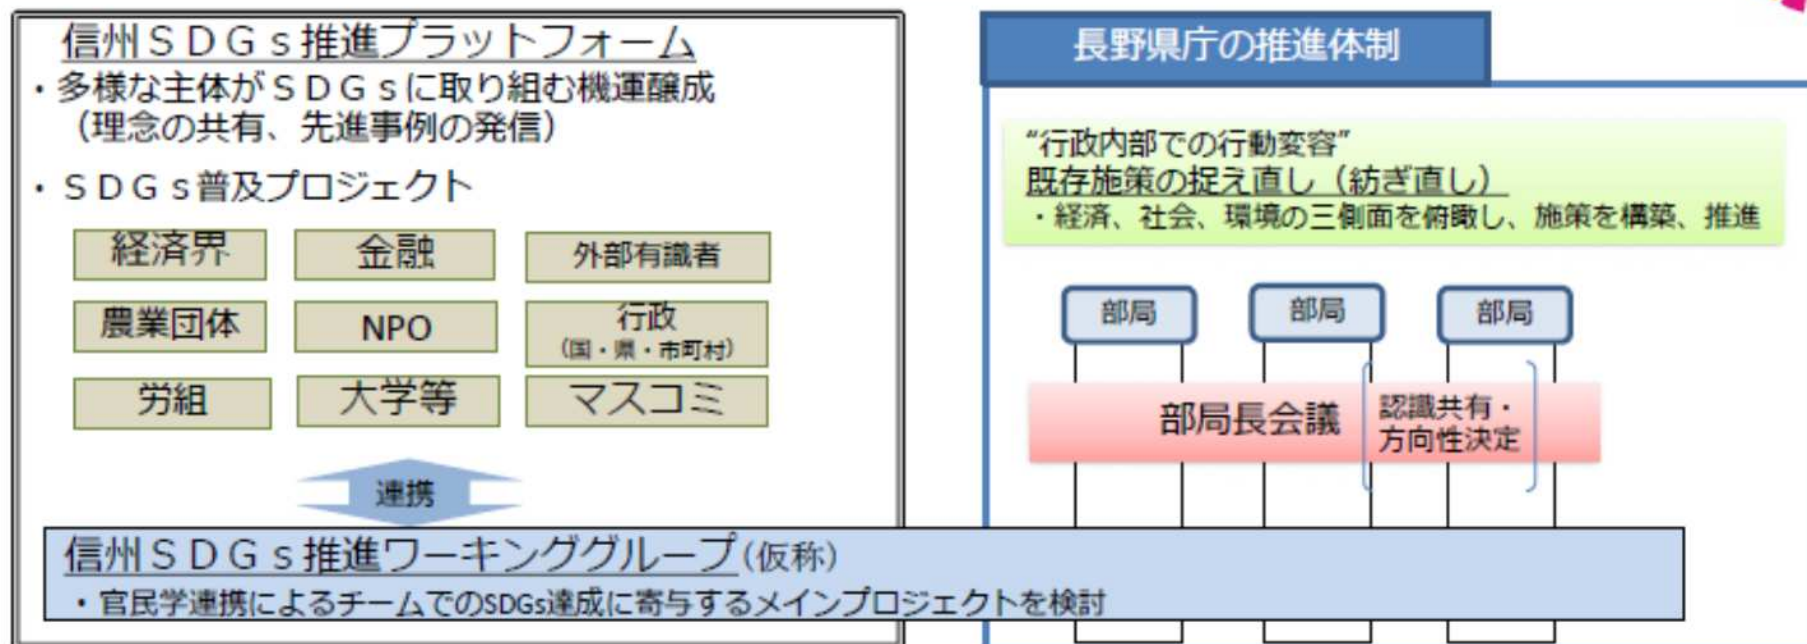 信州ＳＤＧｓ推進プラットフォーム
・多様な主体がＳＤＧｓに取り組む機運醸成
（理念の共有、先進事例の発信）
・ＳＤＧｓ普及プロジェクト
経済界
金融
外部有識者
農業団体
NPO
行政
（国・県・市町村）
労組
大学等
マスコミ
連携
信州ＳＤＧｓ推進ワーキンググループ(仮称)
・官民学連携によるチームでのSDGs達成に寄与するメインプロジェクトを検討
長野県庁の推進体制
“行政内部での行動変容”
既存施策の捉え直し（紡ぎ直し）
・経済、社会、環境の三側面を俯瞰し、施策を構築、推進
部局
部局
部局
部局長会議
認識共有・
方向性決定